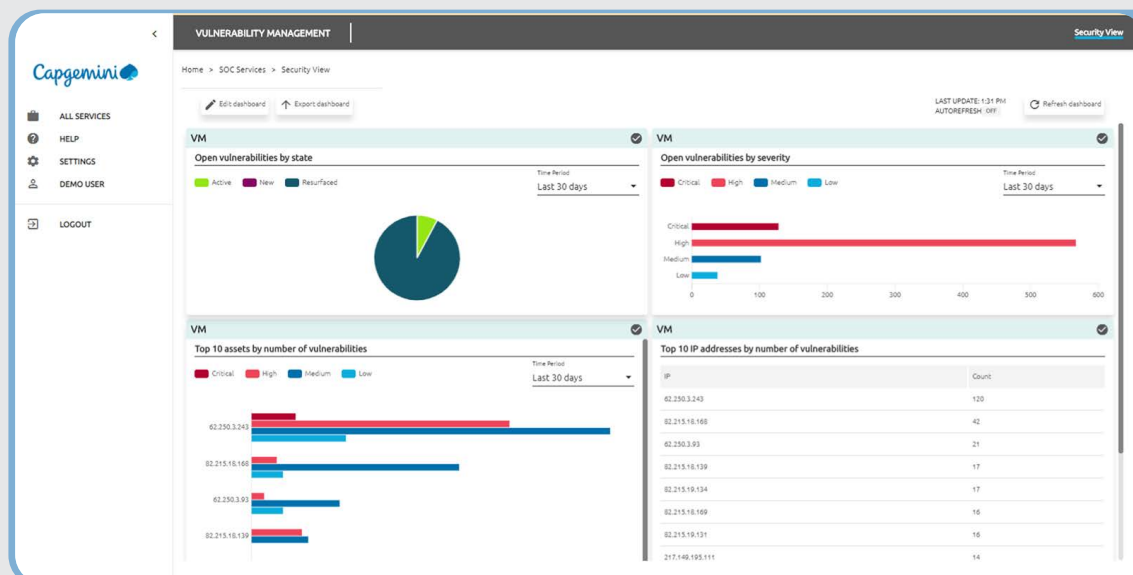 VULNERABILITY MANAGEMENT
Security View
Capgemini
ALL SERVICES
HELP
SETTINGS
DEMO USER
LOGOUT
Home > SOC Services > Security View
Edit dashboard
Export dashboard
LAST UPDATE: 1:31 PM
AUTOREFRESH OFF
Refresh dashboard
VM
Open vulnerabilities by state
Active New Resurfaced
Time Period
Last 30 days
VM
Open vulnerabilities by severity
Critical High Medium Low
Time Period
Last 30 days
Critical
High
Medium
Low
0 100 200 300 400 500 600
VM
Top 10 assets by number of vulnerabilities
Critical High Medium Low
Time Period
Last 30 days
62.250.3.243
82.215.18.168
62.250.3.93
82.215.18.139
VM
Top 10 IP addresses by number of vulnerabilities
IP Count
62.250.3.243 120
82.215.18.168 42
62.250.3.93 21
82.215.18.139 17
82.215.19.134 17
82.215.18.169 16
82.215.19.131 16
217.149.195.111 14